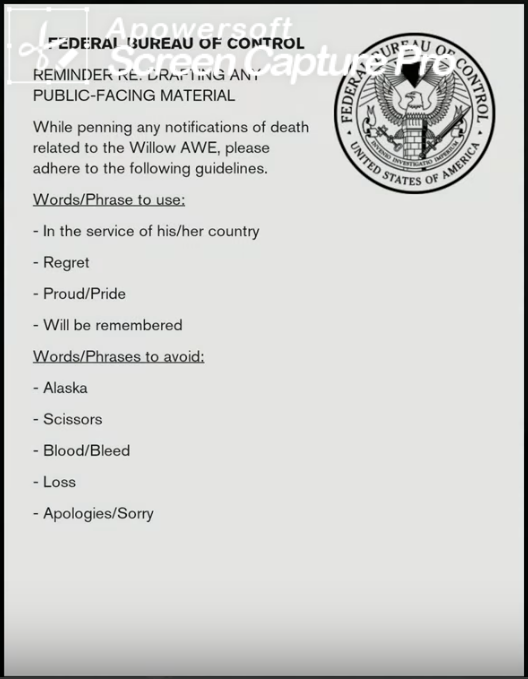 Apowersoft
Screen Capture Pro
FEDERAL BUREAU OF CONTROL
REMINDER RE: DRAFTING ANY
PUBLIC-FACING MATERIAL
While penning any notifications of death
related to the Willow AWE, please
adhere to the following guidelines.
Words/Phrase to use:
- In the service of his/her country
- Regret
- Proud/Pride
- Will be remembered
Words/Phrases to avoid:
- Alaska
- Scissors
- Blood/Bleed
- Loss
- Apologies/Sorry
FEDERAL BUREAU OF CONTROL
INVENIO INVESTIGATIO IMPERIUM
UNITED STATES OF AMERICA